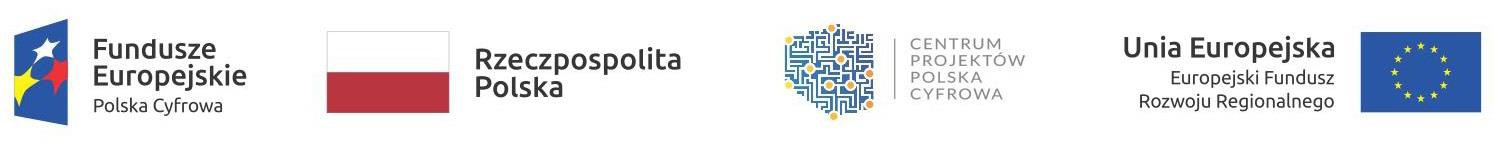 Fundusze
Europejskie
Polska Cyfrowa
Rzeczpospolita
Polska
CENTRUM
PROJEKTÓW
POLSKA
CYFROWA
Unia Europejska
Europejski Fundusz
Rozwoju Regionalnego